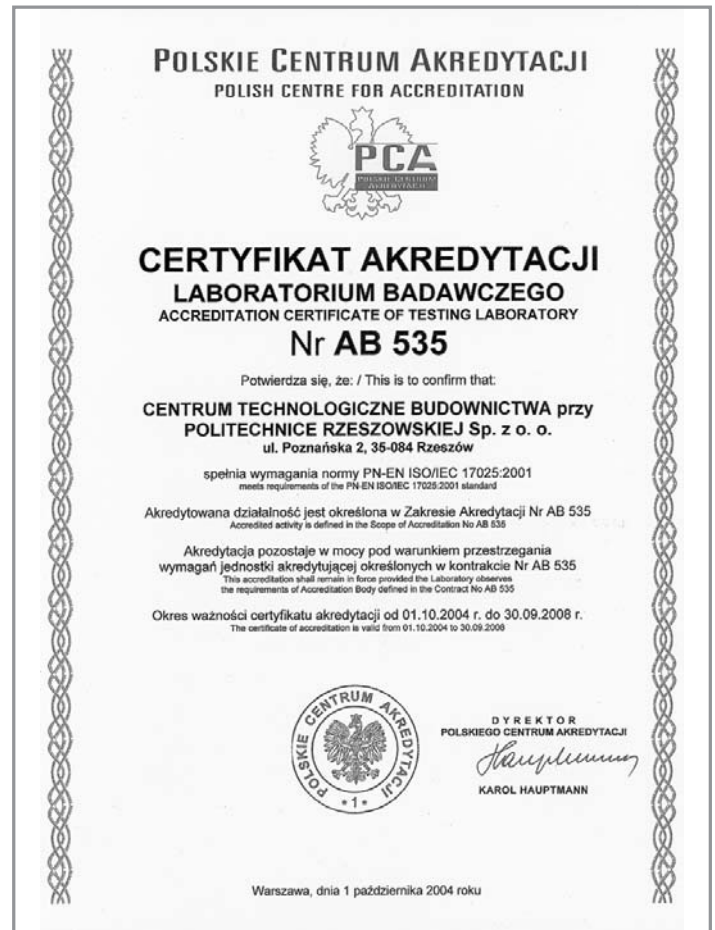 POLSKIE CENTRUM AKREDYTACJI
POLISH CENTRE FOR ACCREDITATION
PCA
POLSKIE CENTRUM
AKREDYTACJI
CERTYFIKAT AKREDYTACJI
LABORATORIUM BADAWCZEGO
ACCREDITATION CERTIFICATE OF TESTING LABORATORY
Nr AB 535
Potwierdza się, że: / This is to confirm that:
CENTRUM TECHNOLOGICZNE BUDOWNICTWA przy
POLITECHNICE RZESZOWSKIEJ Sp. z o. o.
ul. Poznańska 2, 35-084 Rzeszów
spełnia wymagania normy PN-EN ISO/IEC 17025:2001
meets requirements of the PN-EN ISO/IEC 17025:2001 standard
Akredytowana działalność jest określona w Zakresie Akredytacji Nr AB 535
Accredited activity is defined in the Scope of Accreditation No AB 535
Akredytacja pozostaje w mocy pod warunkiem przestrzegania
wymagań jednostki akredytującej określonych w kontrakcie Nr AB 535
This accreditation shall remain in force provided the Laboratory observes
the requirements of Accreditation Body defined in the Contract No AB 535
Okres ważności certyfikatu akredytacji od 01.10.2004 r. do 30.09.2008 r.
The certificate of accreditation is valid from 01.10.2004 to 30.09.2008
POLSKIE CENTRUM AKREDYTACJI
* 1 *
DYREKTOR
POLSKIEGO CENTRUM AKREDYTACJI
Hauptmann
KAROL HAUPTMANN
Warszawa, dnia 1 października 2004 roku